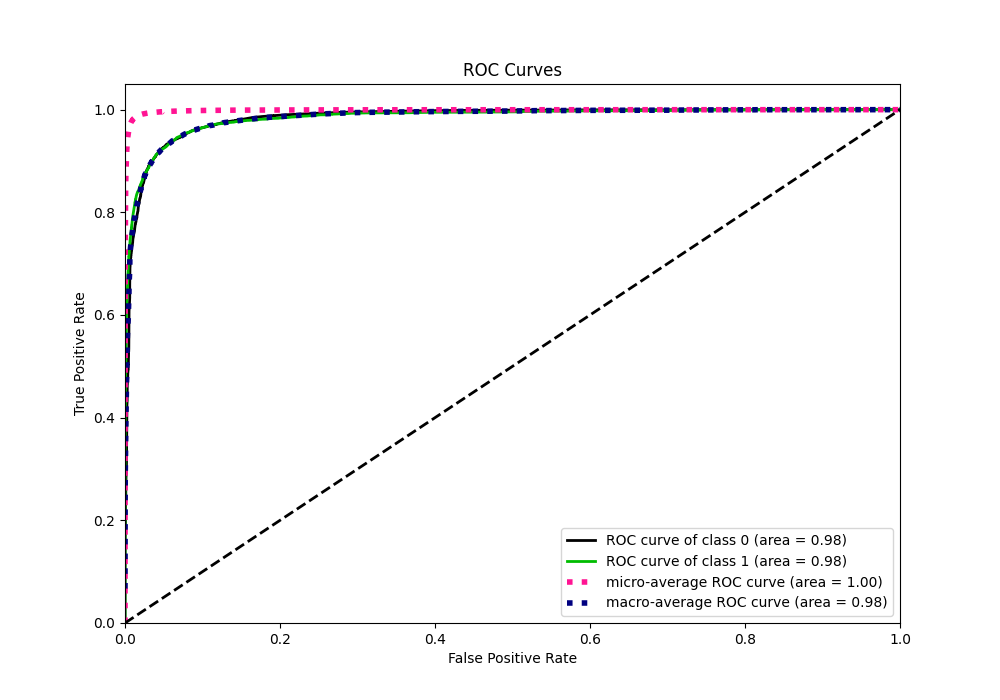 ROC Curves
True Positive Rate
1.0
0.8
0.6
0.4
0.2
0.0
0.0 0.2 0.4 0.6 0.8 1.0
False Positive Rate
ROC curve of class 0 (area = 0.98)
ROC curve of class 1 (area = 0.98)
micro-average ROC curve (area = 1.00)
macro-average ROC curve (area = 0.98)